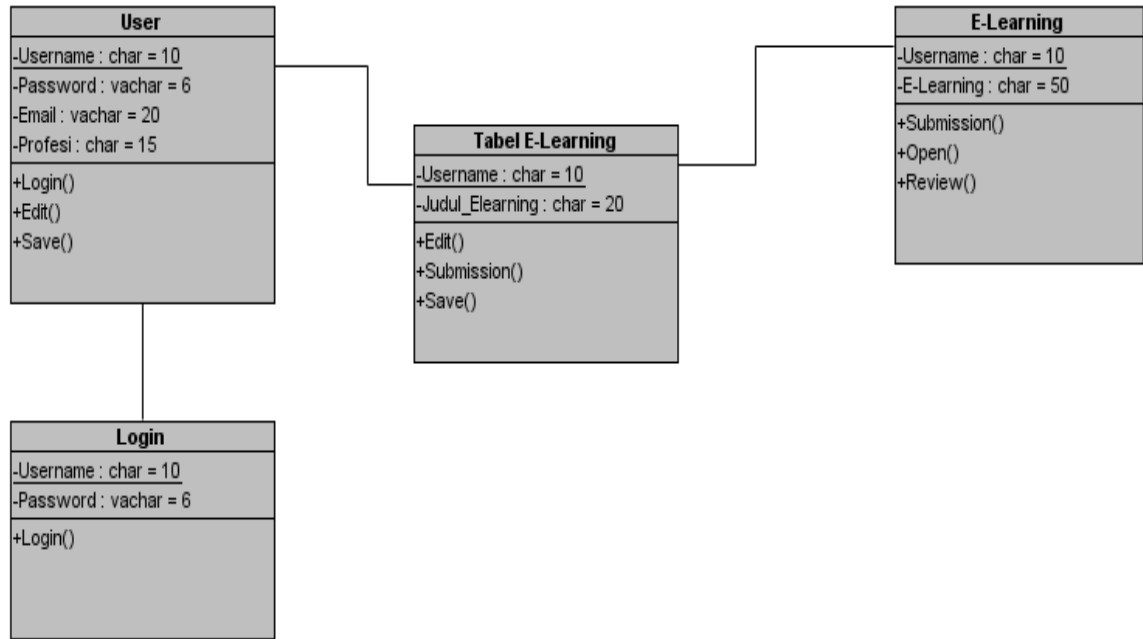 User
-Username : char = 10
-Password : vachar = 6
-Email : vachar = 20
-Profesi : char = 15
+Login()
+Edit()
+Save()
Tabel E-Learning
-Username : char = 10
-Judul_Elearning : char = 20
+Edit()
+Submission()
+Save()
E-Learning
-Username : char = 10
-E-Learning : char = 50
+Submission()
+Open()
+Review()
Login
-Username : char = 10
-Password : vachar = 6
+Login()